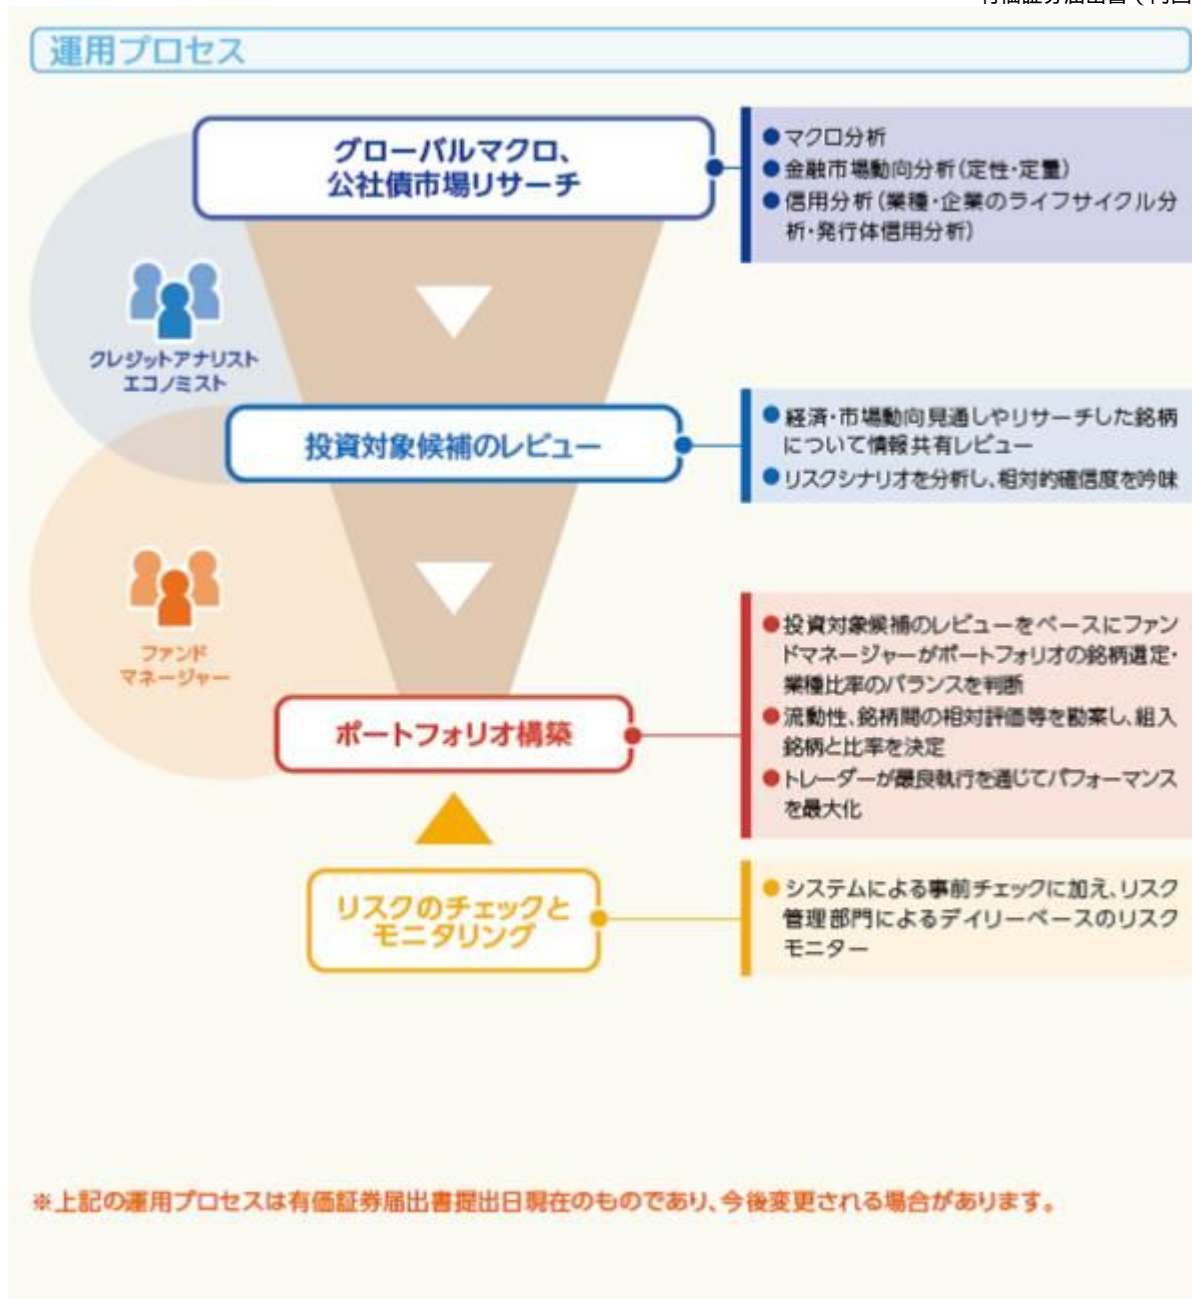 運用プロセス
グローバルマクロ、
公社債市場リサーチ
●マクロ分析
●金融市場動向分析(定性・定量)
●信用分析(業種・企業のライフサイクル分
析・発行体信用分析)
クレジットアナリスト
エコノミスト
投資対象候補のレビュー
●経済・市場動向見通しやリサーチした銘柄
について情報共有レビュー
●リスクシナリオを分析し、相対的確信度を吟味
ファンド
マネージャー
ポートフォリオ構築
●投資対象候補のレビューをベースにファン
ドマネージャーがポートフォリオの銘柄選定・
業種比率のバランスを判断
●流動性、銘柄間の相対評価等を勘案し、組入
銘柄と比率を決定
●トレーダーが最良執行を通じてパフォーマンス
を最大化
リスクのチェックと
モニタリング
●システムによる事前チェックに加え、リスク
管理部門によるデイリーベースのリスク
モニター
※上記の運用プロセスは有価証券届出書提出日現在のものであり、今後変更される場合があります。